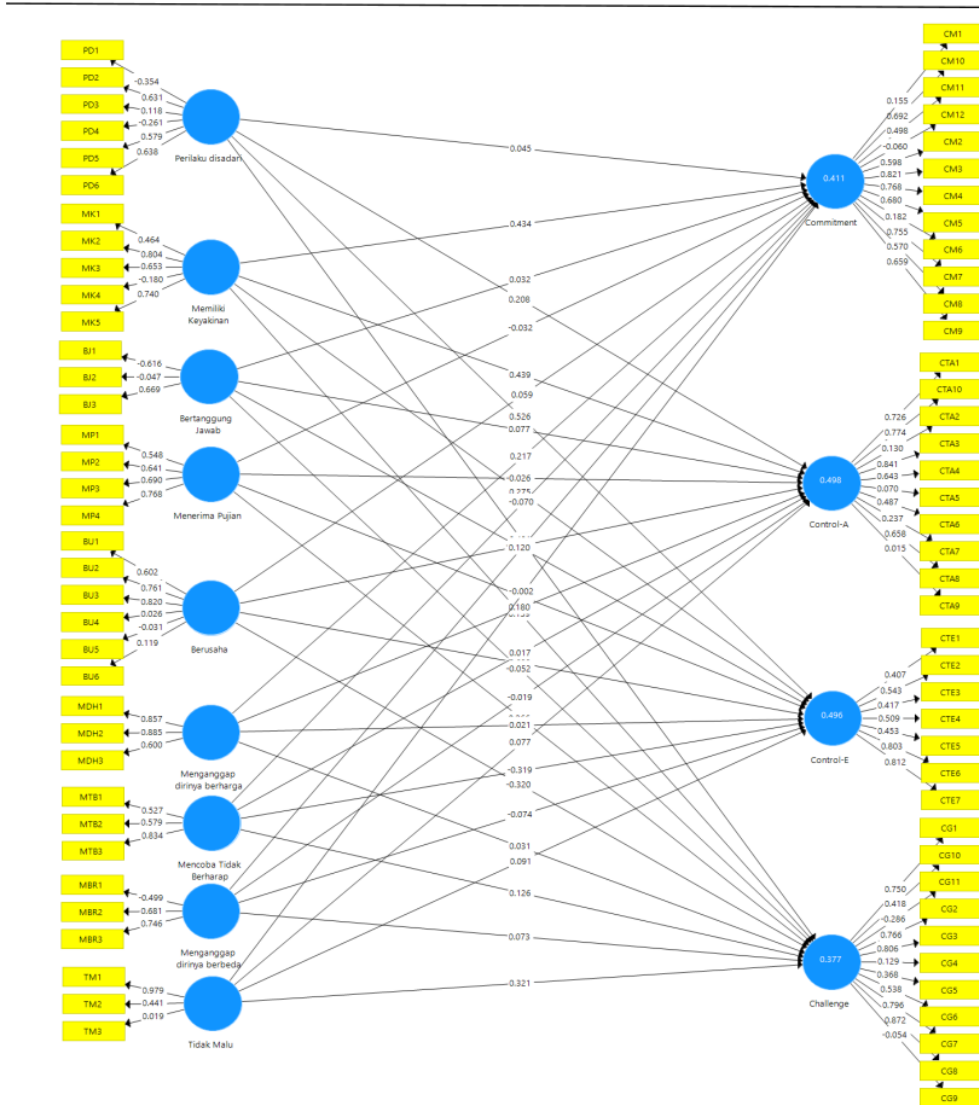 PD1
PD2
PD3
PD4
PD5
PD6
-0.354
0.631
0.118
-0.261
0.579
0.638
Perilaku disadari
MK1
MK2
MK3
MK4
MK5
0.464
0.804
0.653
-0.180
0.740
Memiliki
Keyakinan
BJ1
BJ2
BJ3
-0.616
-0.047
0.669
Bertanggung
Jawab
MP1
MP2
MP3
MP4
0.548
0.641
0.690
0.768
Menerima Pujian
BU1
BU2
BU3
BU4
BU5
BU6
0.602
0.761
0.820
0.026
-0.031
0.119
Berusaha
MDH1
MDH2
MDH3
0.857
0.885
0.600
Menganggap
dirinya berharga
MTB1
MTB2
MTB3
0.527
0.579
0.834
Mencoba Tidak
Berharap
MBR1
MBR2
MBR3
-0.499
0.681
0.746
Menganggap
dirinya berbeda
TM1
TM2
TM3
0.979
0.441
0.019
Tidak Malu
0.045
0.434
0.032
0.208
-0.032
0.439
0.059
0.526
0.077
0.217
-0.026
-0.070
0.120
-0.002
0.180
0.017
-0.052
-0.019
0.021
0.077
-0.319
-0.320
-0.074
0.031
0.091
0.126
0.073
0.321
0.411
Commitment
0.155
0.692
0.498
-0.060
0.598
0.821
0.768
0.680
0.182
0.755
0.570
0.659
CM1
CM10
CM11
CM12
CM2
CM3
CM4
CM5
CM6
CM7
CM8
CM9
0.498
Control-A
0.726
0.774
0.130
0.841
0.643
0.070
0.487
0.237
0.658
0.015
CTA1
CTA10
CTA2
CTA3
CTA4
CTA5
CTA6
CTA7
CTA8
CTA9
0.496
Control-E
0.407
0.543
0.417
0.509
0.453
0.803
0.812
CTE1
CTE2
CTE3
CTE4
CTE5
CTE6
CTE7
0.377
Challenge
0.750
0.418
-0.286
0.766
0.806
0.129
0.368
0.538
0.796
0.872
-0.054
CG1
CG10
CG11
CG2
CG3
CG4
CG5
CG6
CG7
CG8
CG9